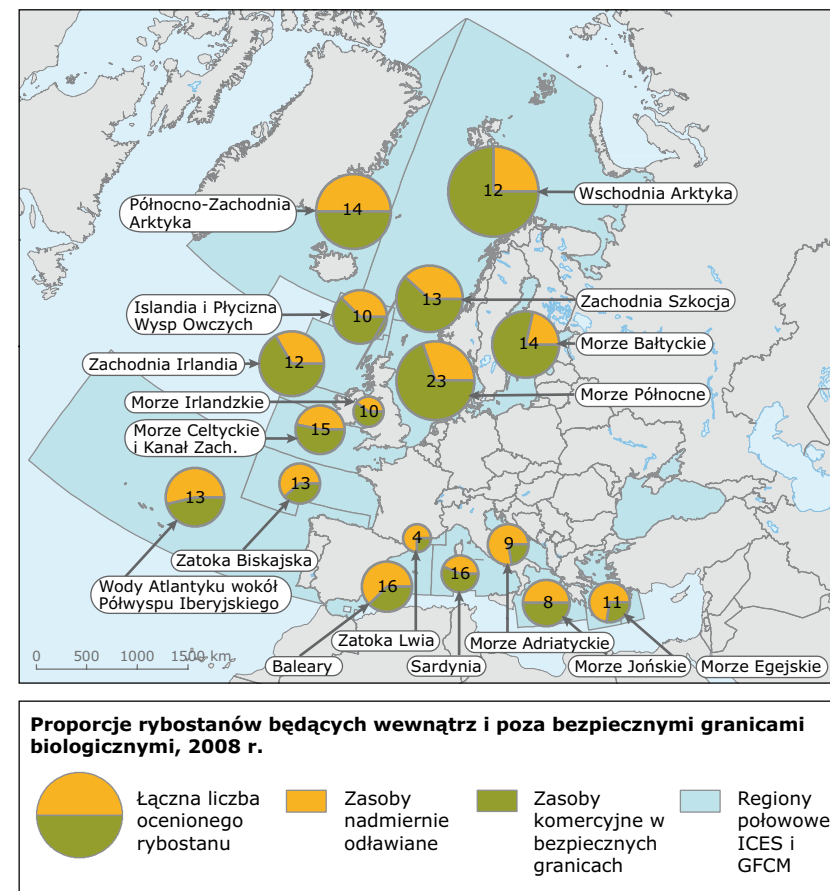 12
Wschodnia Arktyka
Północno-Zachodnia
Arktyka
14
Islandia i Płycizna
Wysp Owczych
10
13
Zachodnia Szkocja
Zachodnia Irlandia
12
14
Morze Bałtyckie
Morze Irlandzkie
10
23
Morze Północne
Morze Celtyckie
i Kanał Zach.
15
13
13
Zatoka Biskajska
Wody Atlantyku wokół
Półwyspu Iberyjskiego
4
9
16
16
8
11
Zatoka Lwia
Morze Adriatyckie
Baleary
Sardynia
Morze Jońskie
Morze Egejskie
0 500 1000 1500 km
Proporcje rybostanów będących wewnątrz i poza bezpiecznymi granicami
biologicznymi, 2008 r.
Łączna liczba
ocenionego
rybostanu
Zasoby
nadmiernie
odławiane
Zasoby
komercyjne w
bezpiecznych
granicach
Regiony
połowowe
ICES i
GFCM